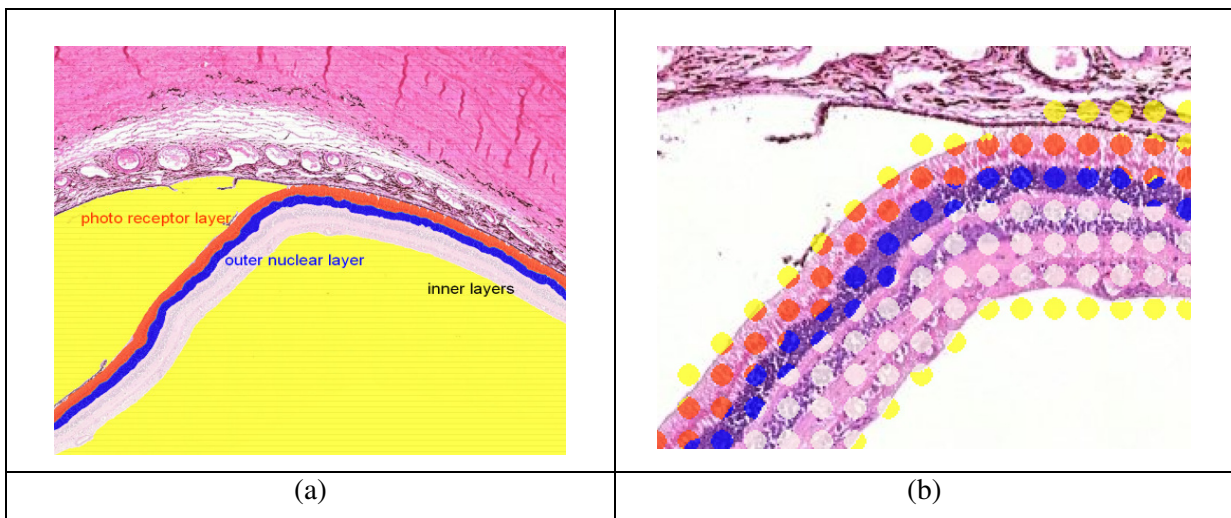 photo receptor layer
outer nuclear layer
inner layers
(a)
(b)